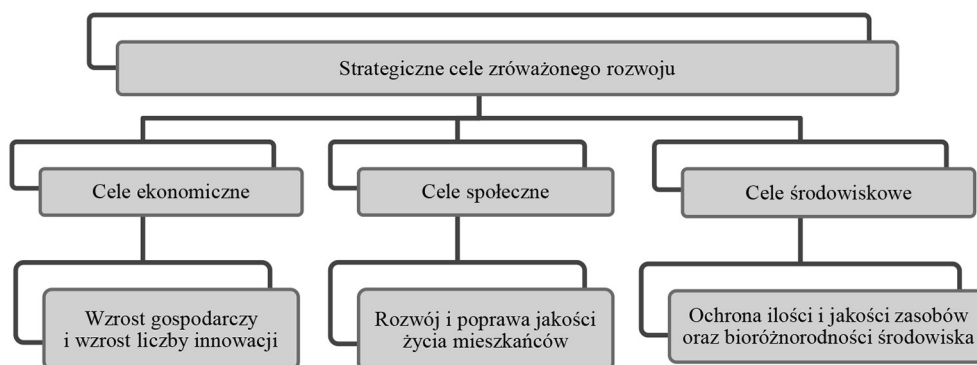 Strategiczne cele zróważonego rozwoju
Cele ekonomiczne
Cele społeczne
Cele środowiskowe
Wzrost gospodarczy
i wzrost liczby innowacji
Rozwój i poprawa jakości
życia mieszkańców
Ochrona ilości i jakości zasobów
oraz bioróżnorodności środowiska